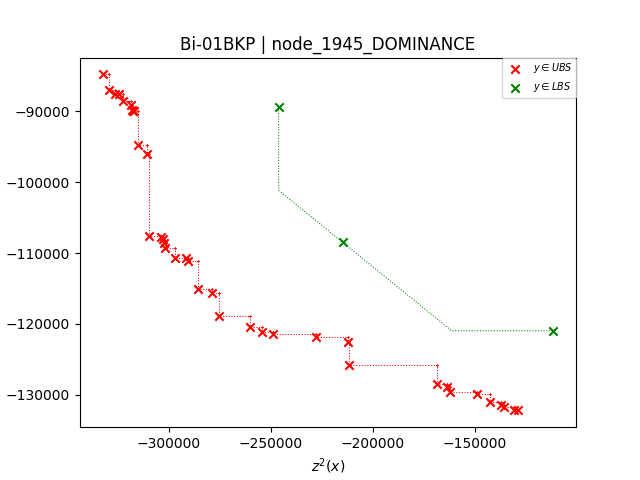 Bi-01BKP | node_1945_DOMINANCE
y ∈ UBS
y ∈ LBS
−90000
−100000
−110000
−120000
−130000
−300000
−250000
−200000
−150000
z²(x)